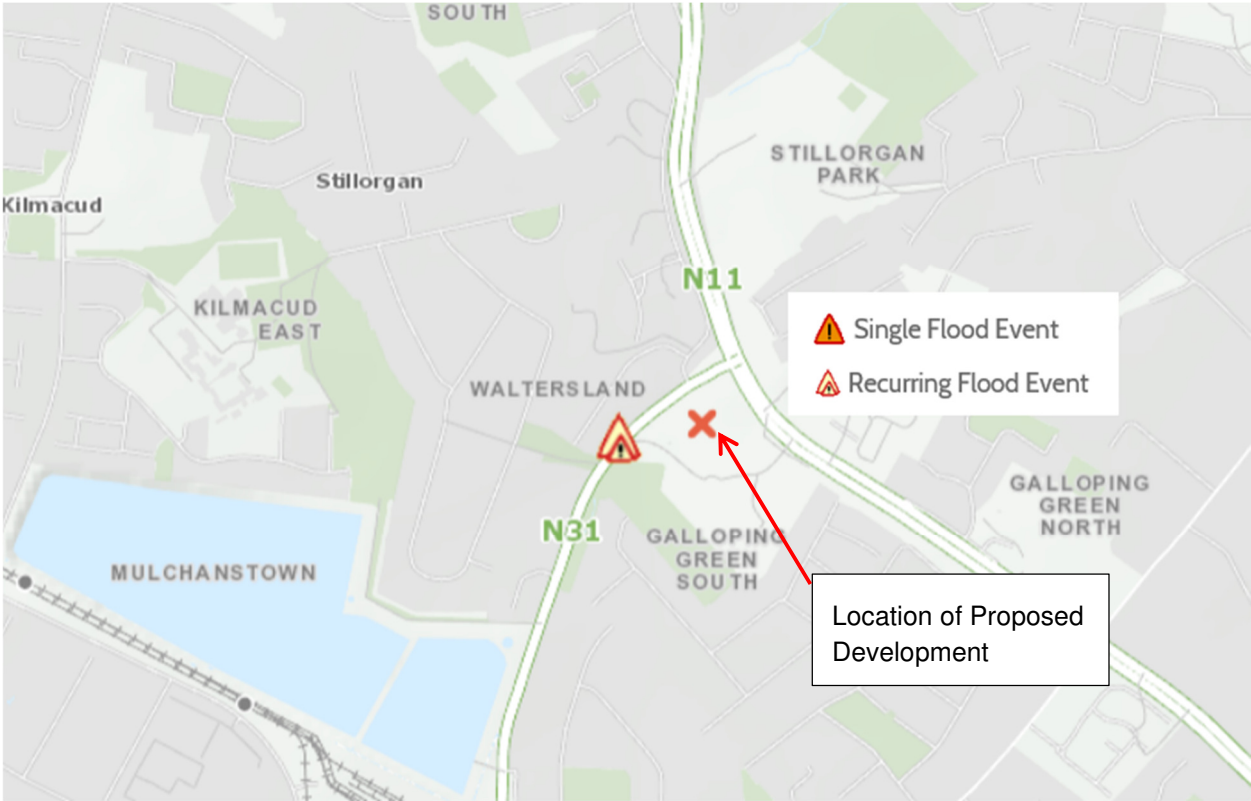 SOUTH
STILLORGAN
PARK
Stillorgan
Kilmacud
N11
KILMACUD
EAST
Single Flood Event
Recurring Flood Event
WALTERSLAND
GALLOPING
GREEN
NORTH
N31
GALLOPING
GREEN
SOUTH
MULCHANSTOWN
Location of Proposed
Development